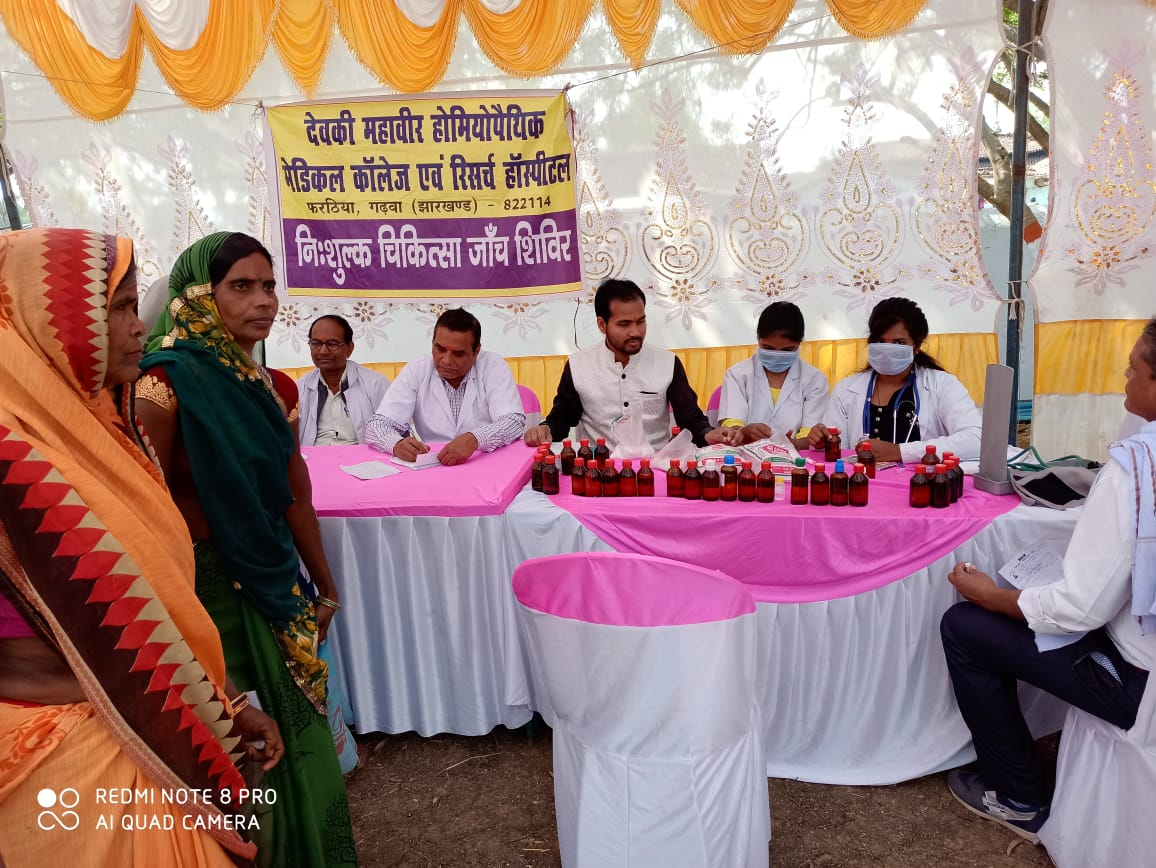 देवकी महावीर होमियोपैथिक
मेडिकल कॉलेज एवं रिसर्च हॉस्पीटल
फरठिया, गढ़वा (झारखण्ड) - 822114
निःशुल्क चिकित्सा जाँच शिविर
REDMI NOTE 8 PRO
AI QUAD CAMERA